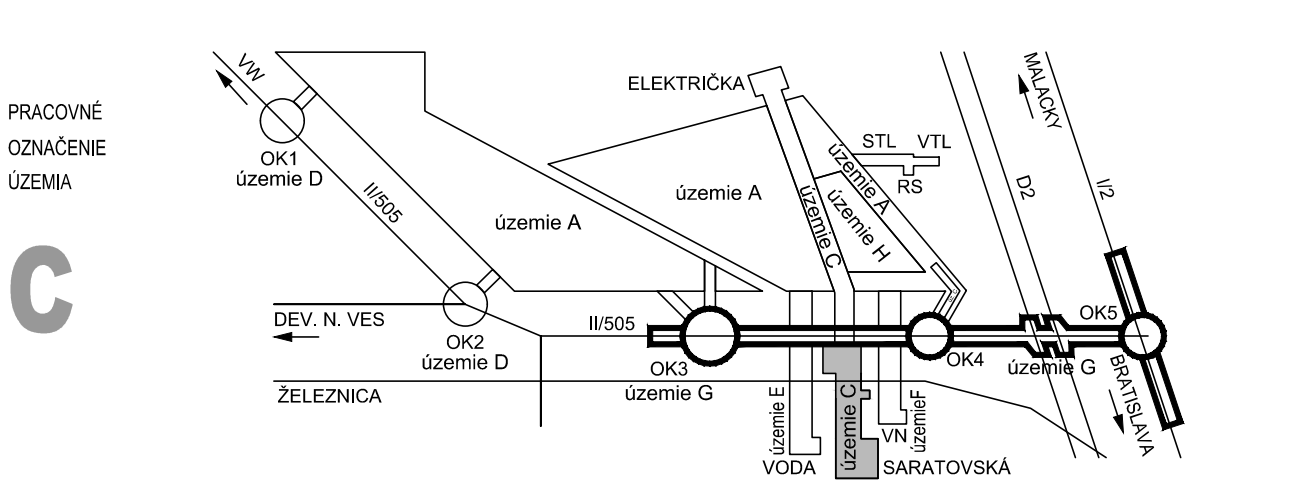 PRACOVNÉ
OZNAČENIE
ÚZEMIA
C
VW
OK1
územie D
II/505
územie A
ELEKTRIČKA
územie A
územie C
územie A
územie H
STL
VTL
RS
D2
MALACKY
I/2
DEV. N. VES
OK2
územie D
II/505
OK3
územie G
OK4
OK5
územie G
BRATISLAVA
ŽELEZNICA
územie E
územie C
územieF
VN
VODA
SARATOVSKÁ